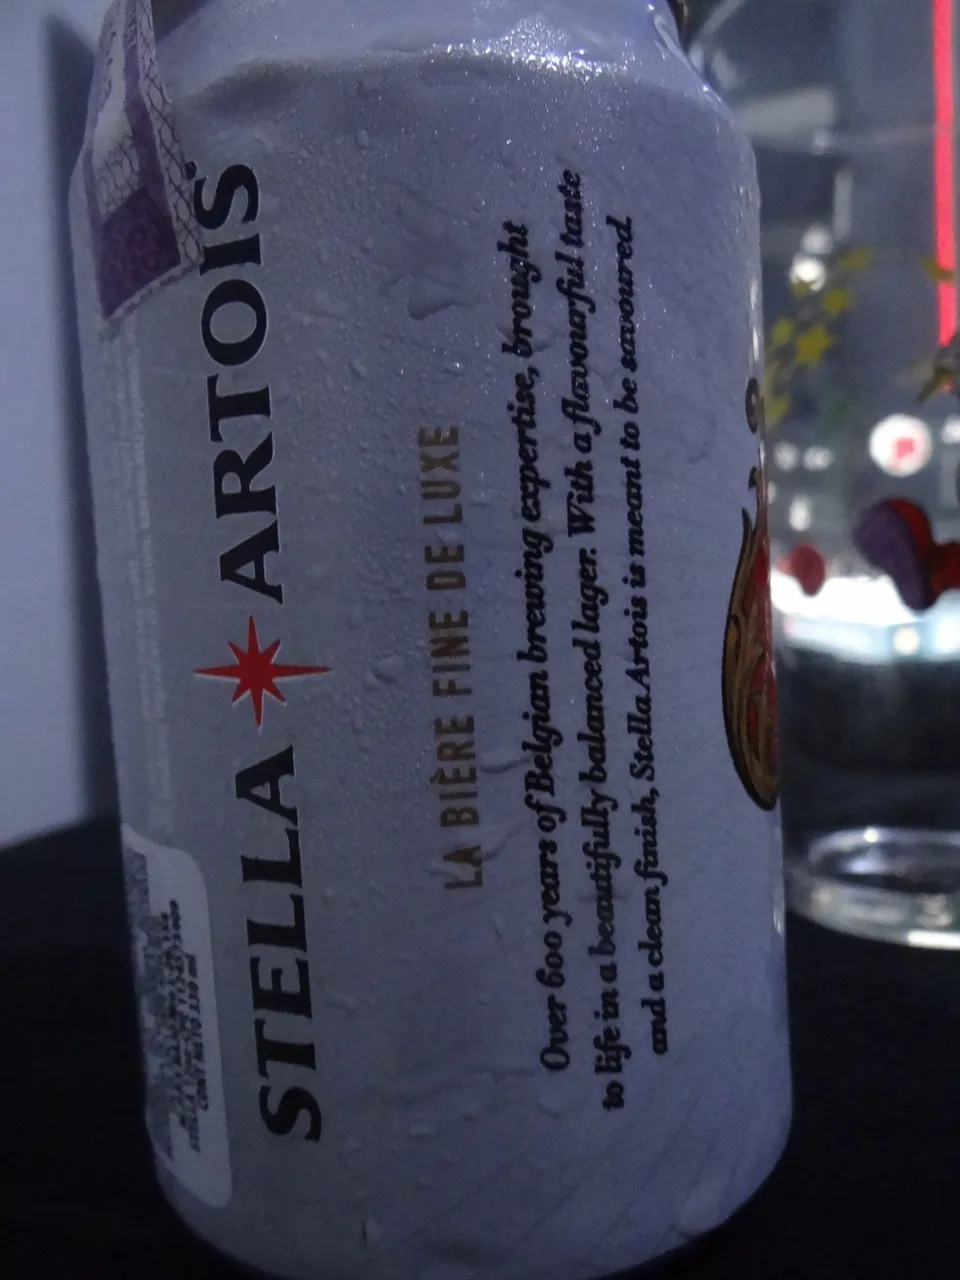 STELLA ARTOIS
LA BIÈRE FINE DE LUXE
Over 600 years of Belgian brewing expertise, brought
to life in a beautifully balanced lager. With a flavourful taste
and a clean finish, Stella Artois is meant to be savoured.